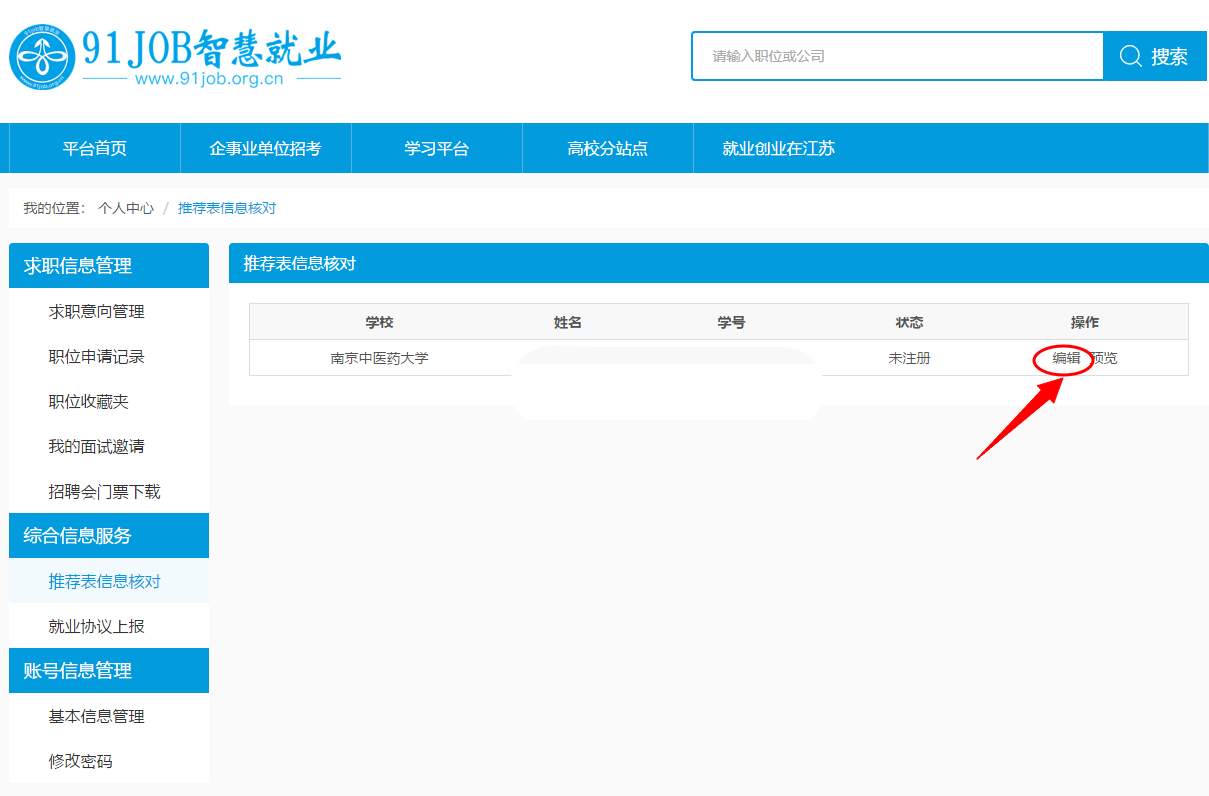 91JOB智慧就业
www.91job.org.cn
请输入职位或公司
搜索
平台首页 企事业单位招考 学习平台 高校分站点 就业创业在江苏
我的位置： 个人中心 / 推荐表信息核对
求职信息管理
求职意向管理
职位申请记录
职位收藏夹
我的面试邀请
招聘会门票下载
综合信息服务
推荐表信息核对
就业协议上报
账号信息管理
基本信息管理
修改密码
推荐表信息核对
学校 姓名 学号 状态 操作
南京中医药大学 未注册 编辑 预览